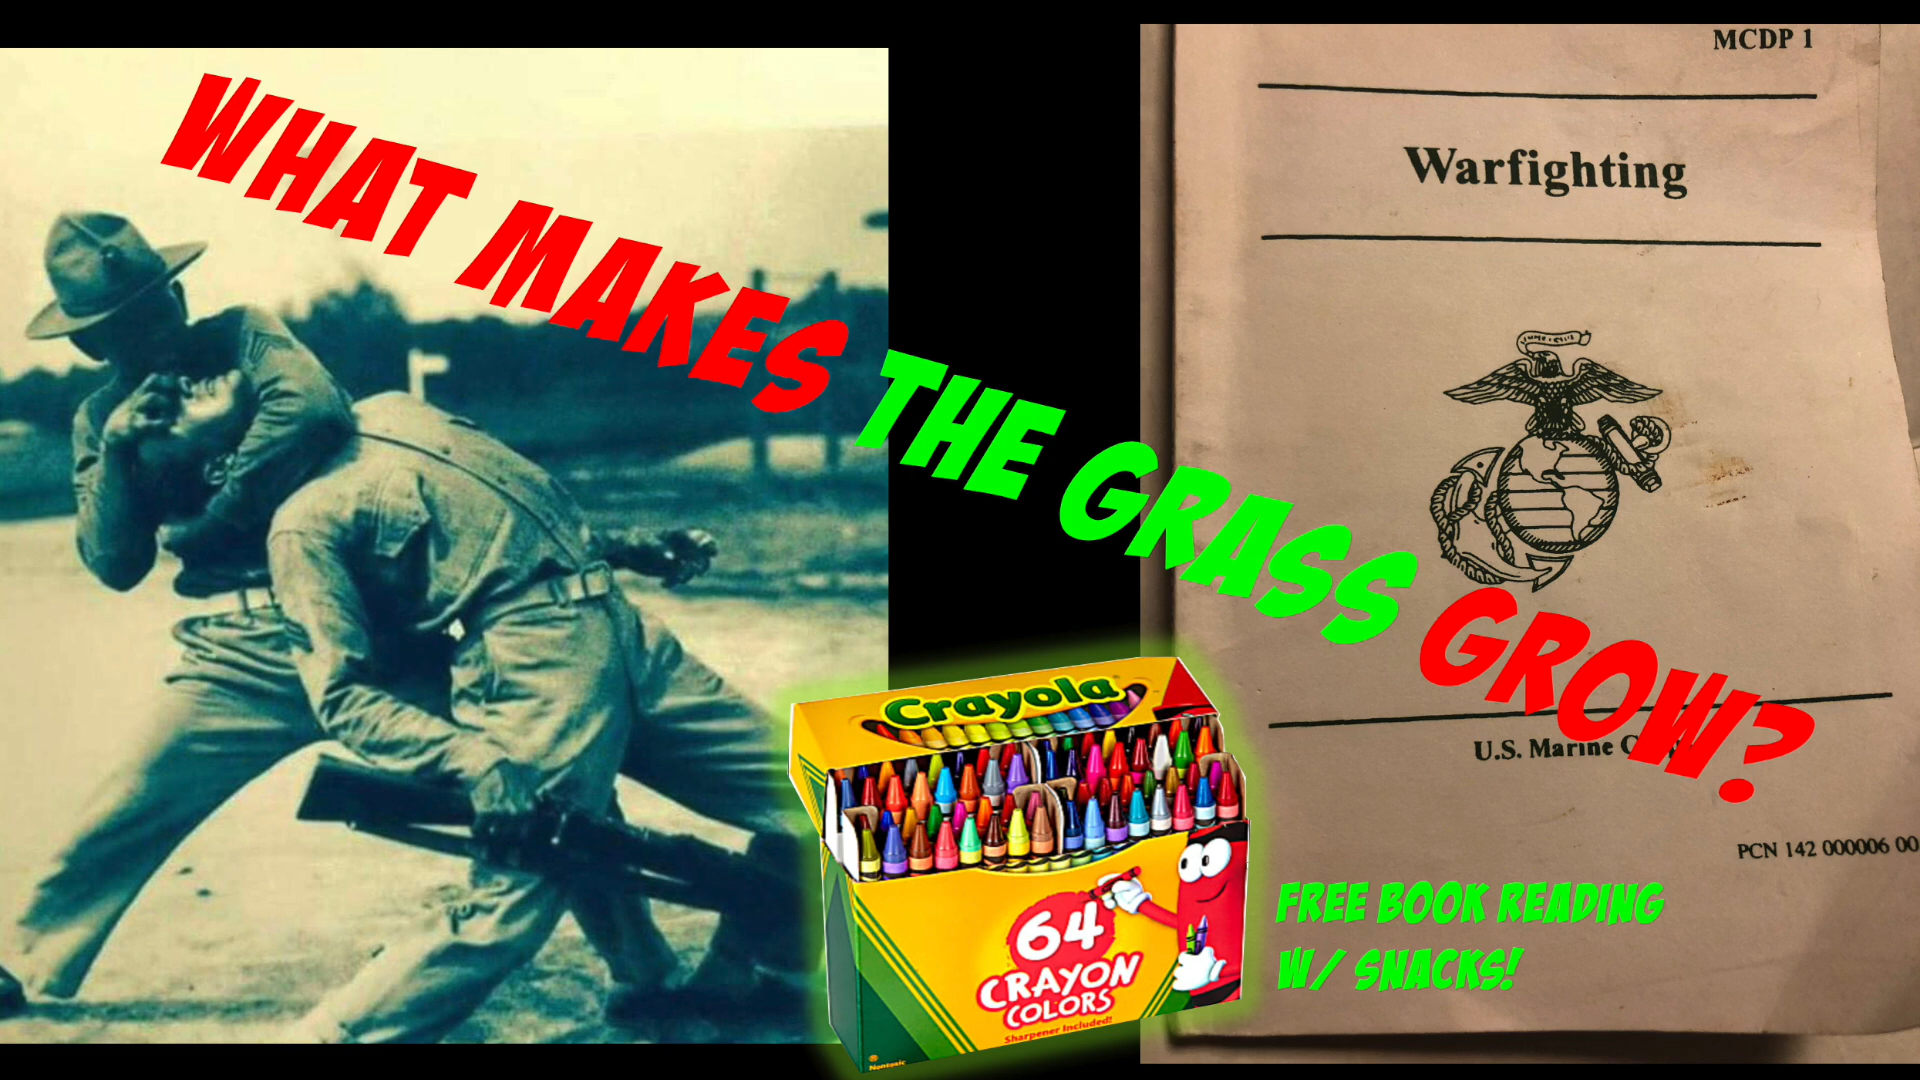 WHAT MAKES THE GRASS GROW?
MCDP 1
Warfighting
U.S. Marine
PCN 142 000006 00
Crayola
64
CRAYON
COLORS
Sharpener Included!
Nontoxic
FREE BOOK READING
W/ SNACKS!